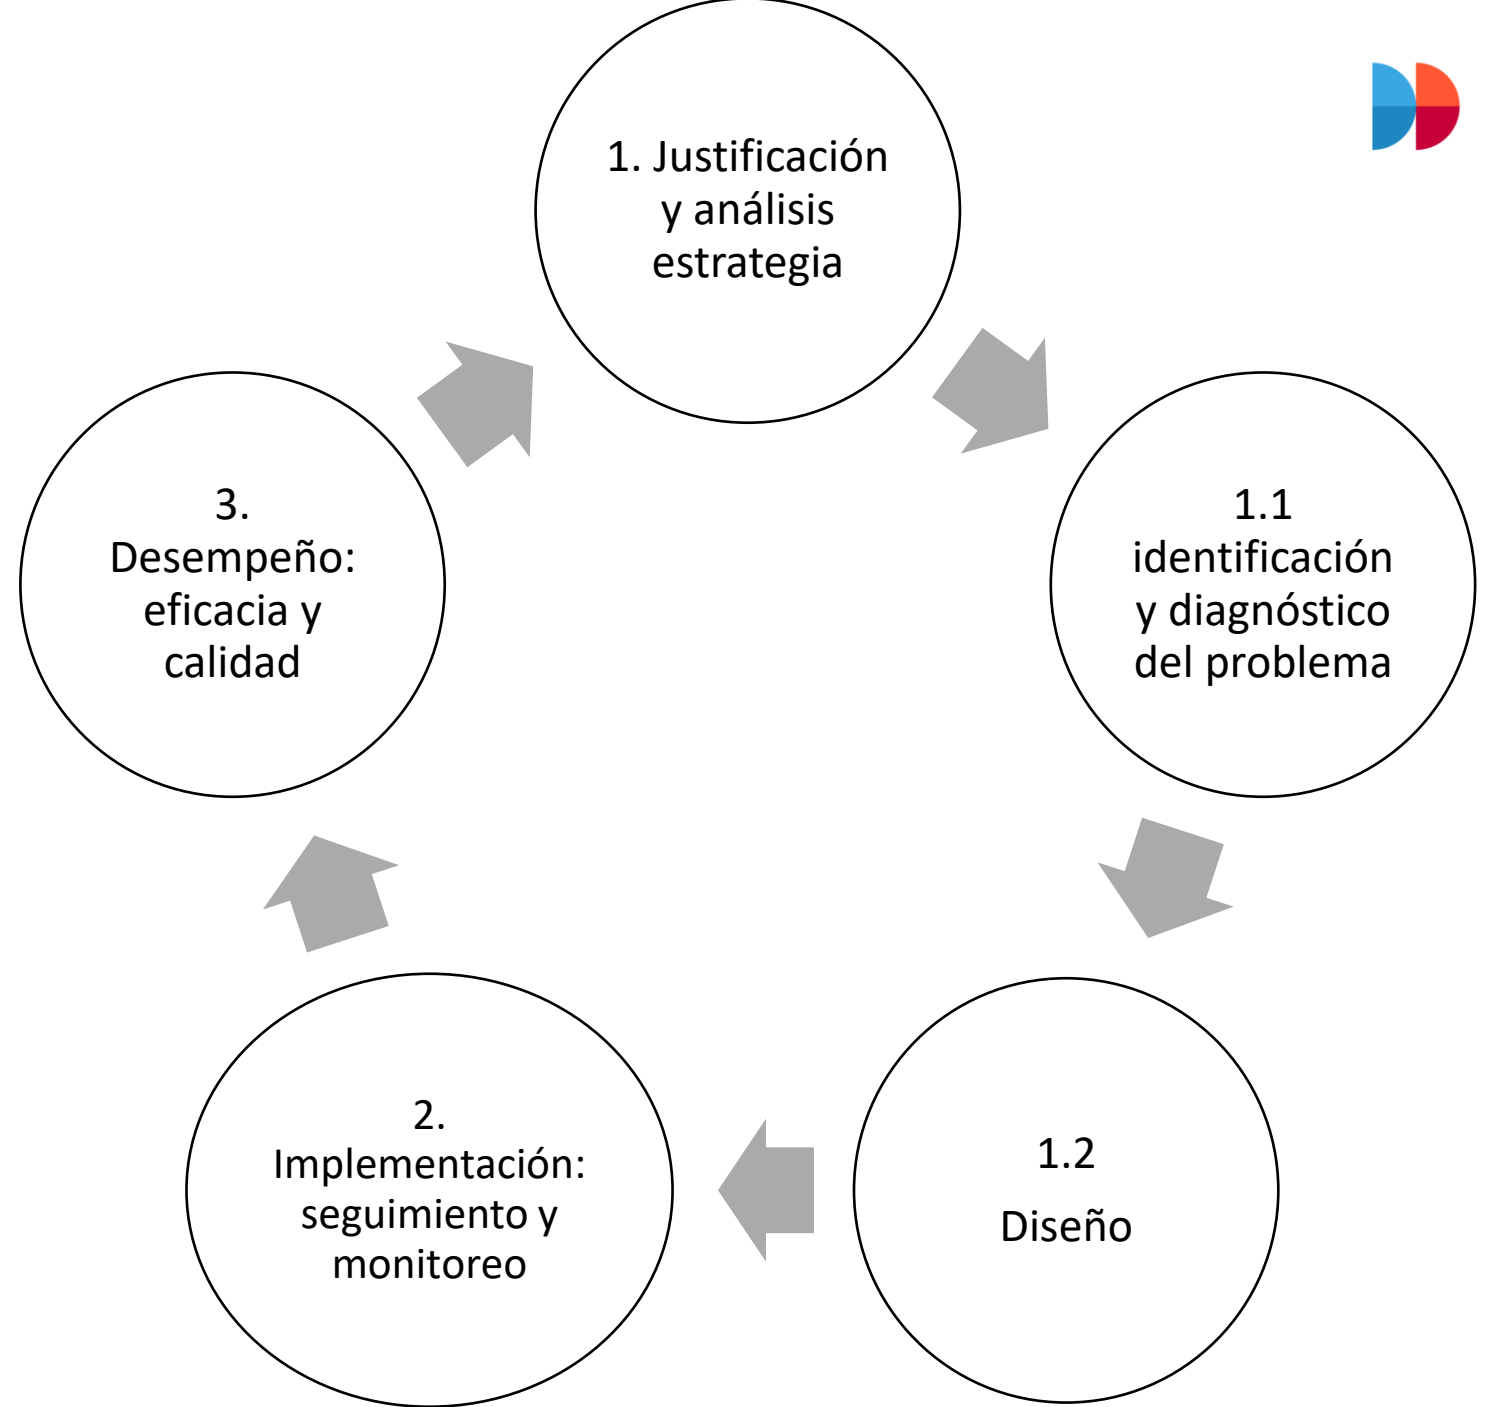 1. Justificación
y análisis
estrategia
1.1
identificación
y diagnóstico
del problema
1.2
Diseño
2.
Implementación:
seguimiento y
monitoreo
3.
Desempeño:
eficacia y
calidad